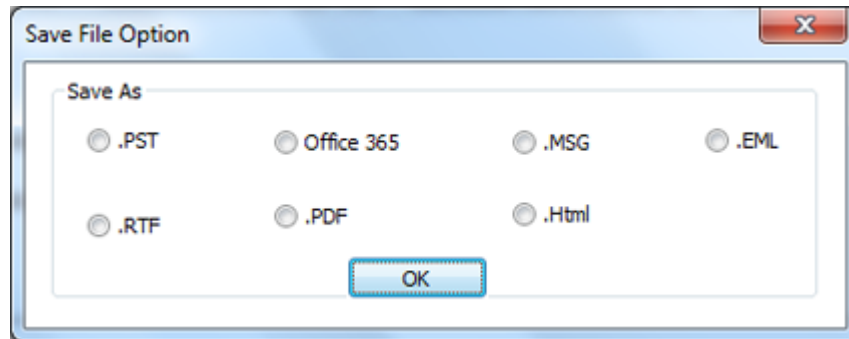 Save File Option
Save As
.PST Office 365 .MSG .EML
.RTF .PDF .Html
OK